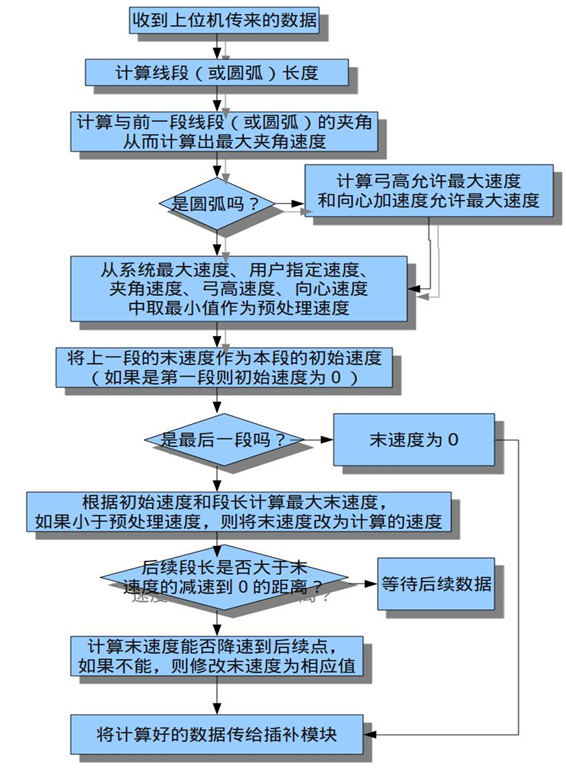 收到上位机传来的数据
计算线段（或圆弧）长度
计算与前一段线段（或圆弧）的夹角
从而计算出最大夹角速度
是圆弧吗？
计算弓高允许最大速度
和向心加速度允许最大速度
从系统最大速度、用户指定速度、
夹角速度、弓高速度、向心速度
中取最小值作为预处理速度
将上一段的末速度作为本段的初始速度
（如果是第一段则初始速度为0）
是最后一段吗？
末速度为0
根据初始速度和段长计算最大末速度，
如果小于预处理速度，则将末速度改为计算的速度
后续段长是否大于末
速度的减速到0的距离？
等待后续数据
计算末速度能否降速到后续点，
如果不能，则修改末速度为相应值
将计算好的数据传给插补模块